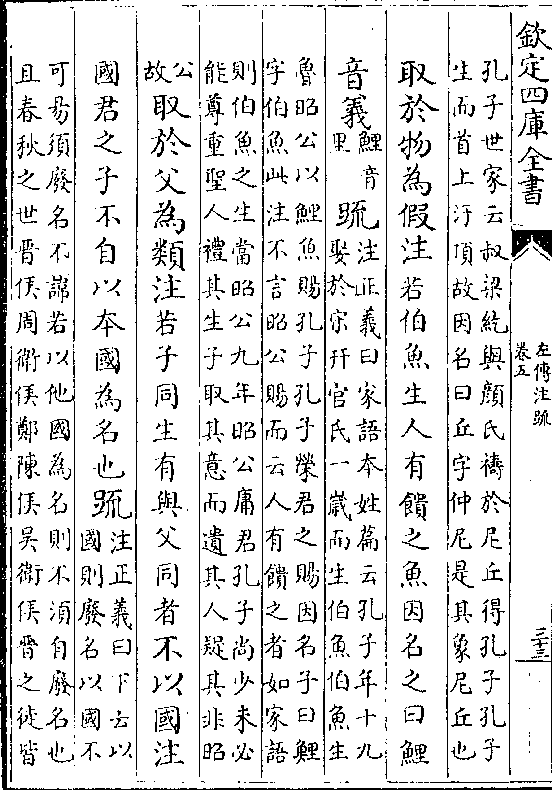 欽定四庫全書
左傳注疏
卷五
三十三
孔子世家云叔梁紇與顏氏禱於尼丘得孔子孔子
生而首上汙頂故因名曰丘字仲尼是其象尼丘也
取於物為假注若伯魚生人有饋之魚因名之曰鯉
音義鯉音
里 疏注正義曰家語本姓篇云孔子年十九
娶於宋幵官氏一歲而生伯魚伯魚生
魯昭公以鯉魚賜孔子孔子榮君之賜因名子曰鯉
字伯魚此注不言昭公賜而云人有饋之者如家語
則伯魚之生當昭公九年昭公庸君孔子尚少未必
能尊重聖人禮其生子取其意而遺其人疑其非昭
公
故取於父為類注若子同生有與父同者不以國注
國君之子不自以本國為名也疏注正義曰下云以
國則廢名以國不
可易須廢名不諱若以他國為名則不須自廢名也
且春秋之世晉侯周衛侯鄭陳侯吳衛侯晉之徒皆